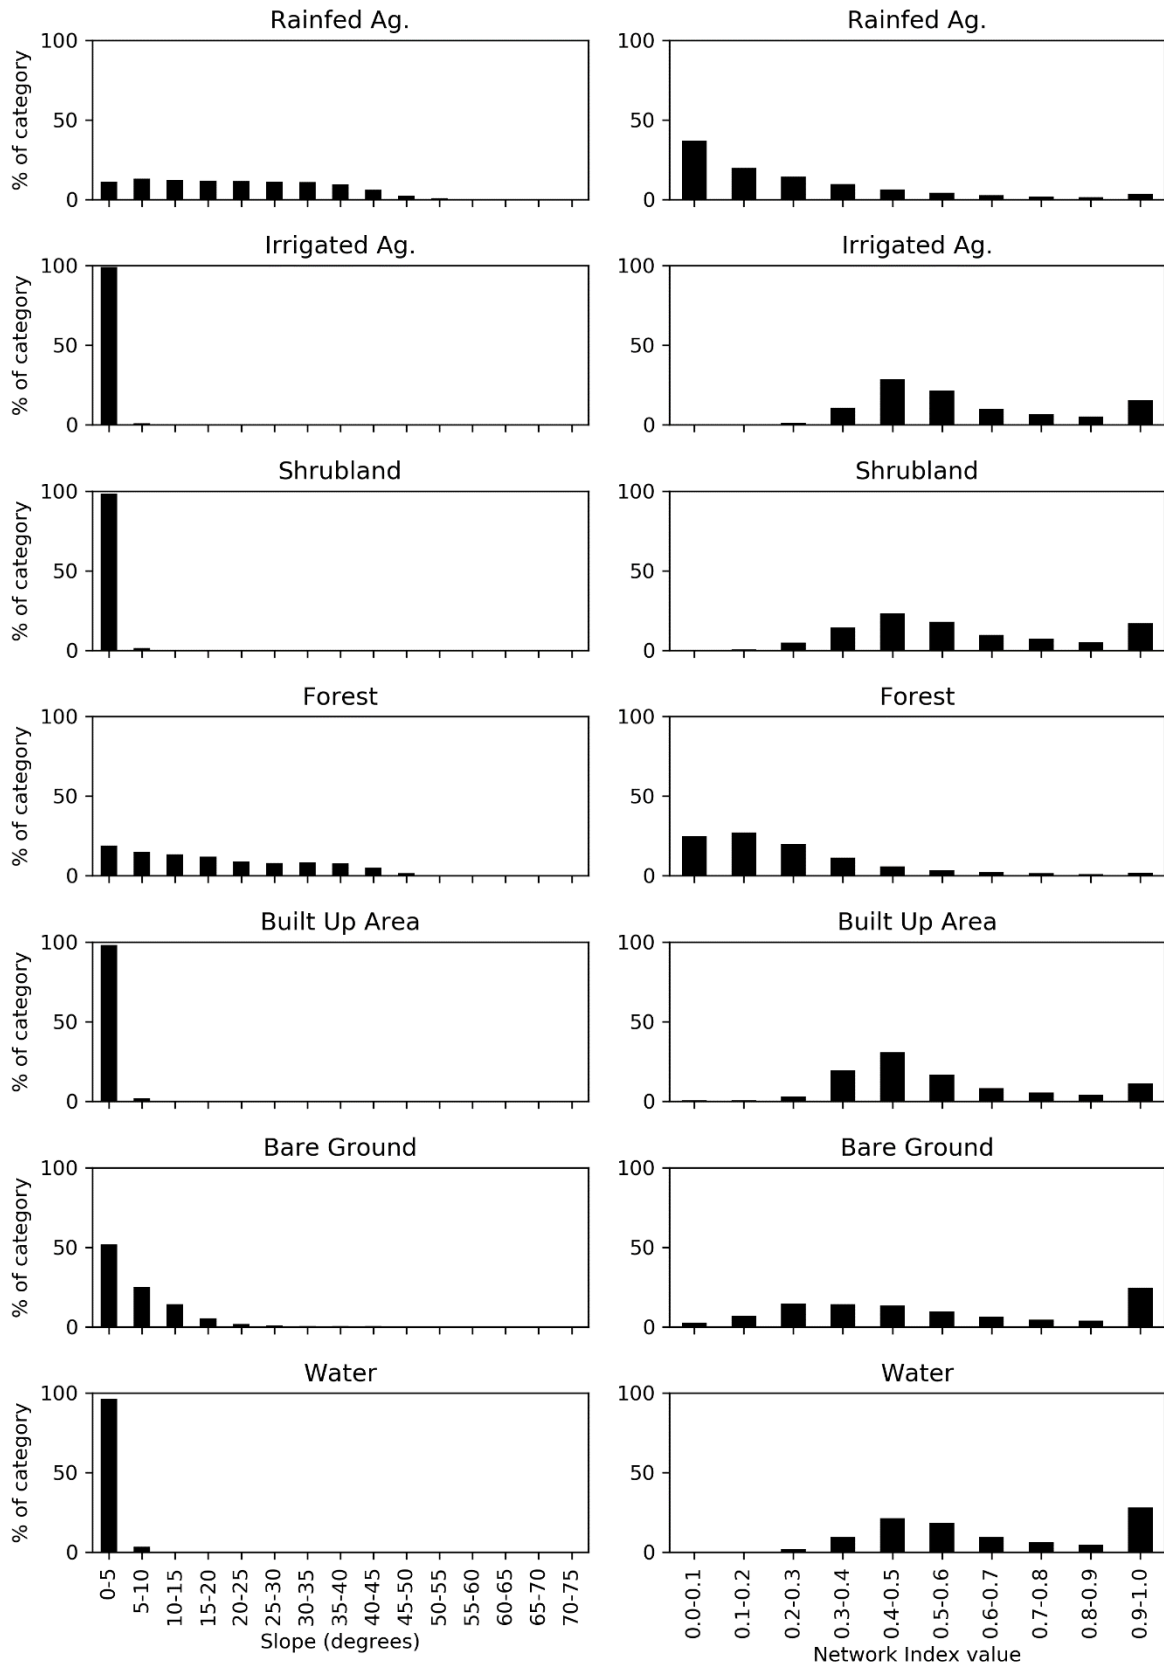 Rainfed Ag.
Rainfed Ag.
% of category
100
50
0
100
50
0
Irrigated Ag.
Irrigated Ag.
% of category
100
50
0
100
50
0
Shrubland
Shrubland
% of category
100
50
0
100
50
0
Forest
Forest
% of category
100
50
0
100
50
0
Built Up Area
Built Up Area
% of category
100
50
0
100
50
0
Bare Ground
Bare Ground
% of category
100
50
0
100
50
0
Water
Water
% of category
100
50
0
100
50
0
0-5 5-10 10-15 15-20 20-25 25-30 30-35 35-40 40-45 45-50 50-55 55-60 60-65 65-70 70-75
Slope (degrees)
0.0-0.1 0.1-0.2 0.2-0.3 0.3-0.4 0.4-0.5 0.5-0.6 0.6-0.7 0.7-0.8 0.8-0.9 0.9-1.0
Network Index value